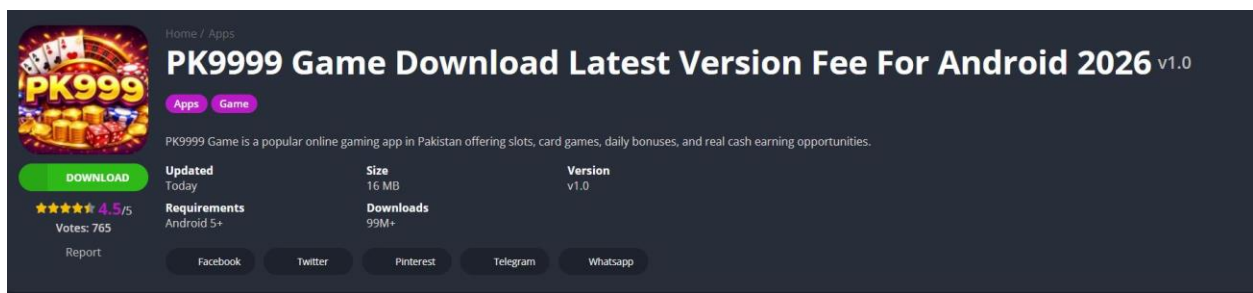 PK999
Home / Apps
PK9999 Game Download Latest Version Fee For Android 2026 v1.0
Apps Game
PK9999 Game is a popular online gaming app in Pakistan offering slots, card games, daily bonuses, and real cash earning opportunities.
DOWNLOAD
4.5/5
Votes: 765
Report
Updated
Today
Size
16 MB
Version
v1.0
Requirements
Android 5+
Downloads
99M+
Facebook Twitter Pinterest Telegram Whatsapp